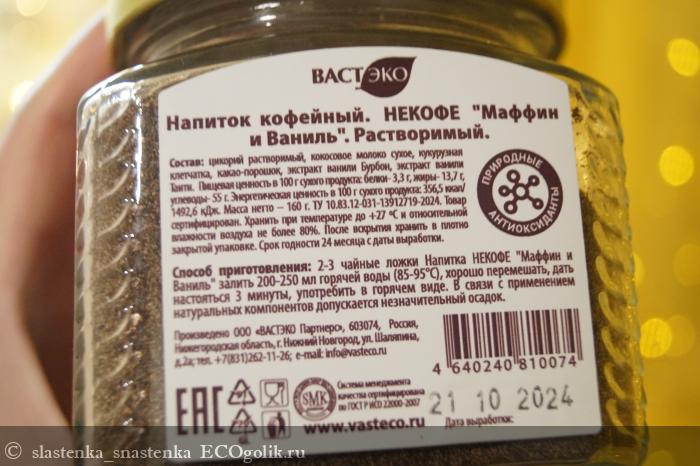 ВАСТЭКО
Напиток кофейный. НЕКОФЕ "Маффин
и Ваниль". Растворимый.
Состав: цикорий растворимый, кокосовое молоко сухое, кукурузная
клетчатка, какао-порошок, экстракт ванили Бурбон, экстракт ванили
Таити. Пищевая ценность в 100 г сухого продукта: белки- 3,3 г, жиры- 13,7 г,
углеводы- 55 г. Энергетическая ценность в 100 г сухого продукта: 356,5 ккал/
1492,6 кДж. Масса нетто – 160 г. ТУ 10.83.12-031-13912719-2024. Товар
сертифицирован. Хранить при температуре до +27 °С и относительной
влажности воздуха не более 80%. После вскрытия хранить в плотно
закрытой упаковке. Срок годности 24 месяца с даты выработки.
ПРИРОДНЫЕ
АНТИОКСИДАНТЫ
Способ приготовления: 2-3 чайные ложки Напитка НЕКОФЕ "Маффин и
Ваниль" залить 200-250 мл горячей воды (85-95°С), хорошо перемешать, дать
настояться 3 минуты, употребить в горячем виде. В связи с применением
натуральных компонентов допускается незначительный осадок.
Произведено ООО «ВАСТЭКО Партнерс», 603074, Россия,
Нижегородская область, г. Нижний Новгород, ул. Шаляпина,
д.2а; тел. +7(831)262-11-26; e-mail: info@vasteco.ru
4640240810074
EAC
SMK
Система менеджмента
качества сертифицирована
по ГОСТ Р ИСО 22000-2007
www.vasteco.ru
21 10 2024
Дата выработки:
© slastenka_snastenka ECOgolik.ru